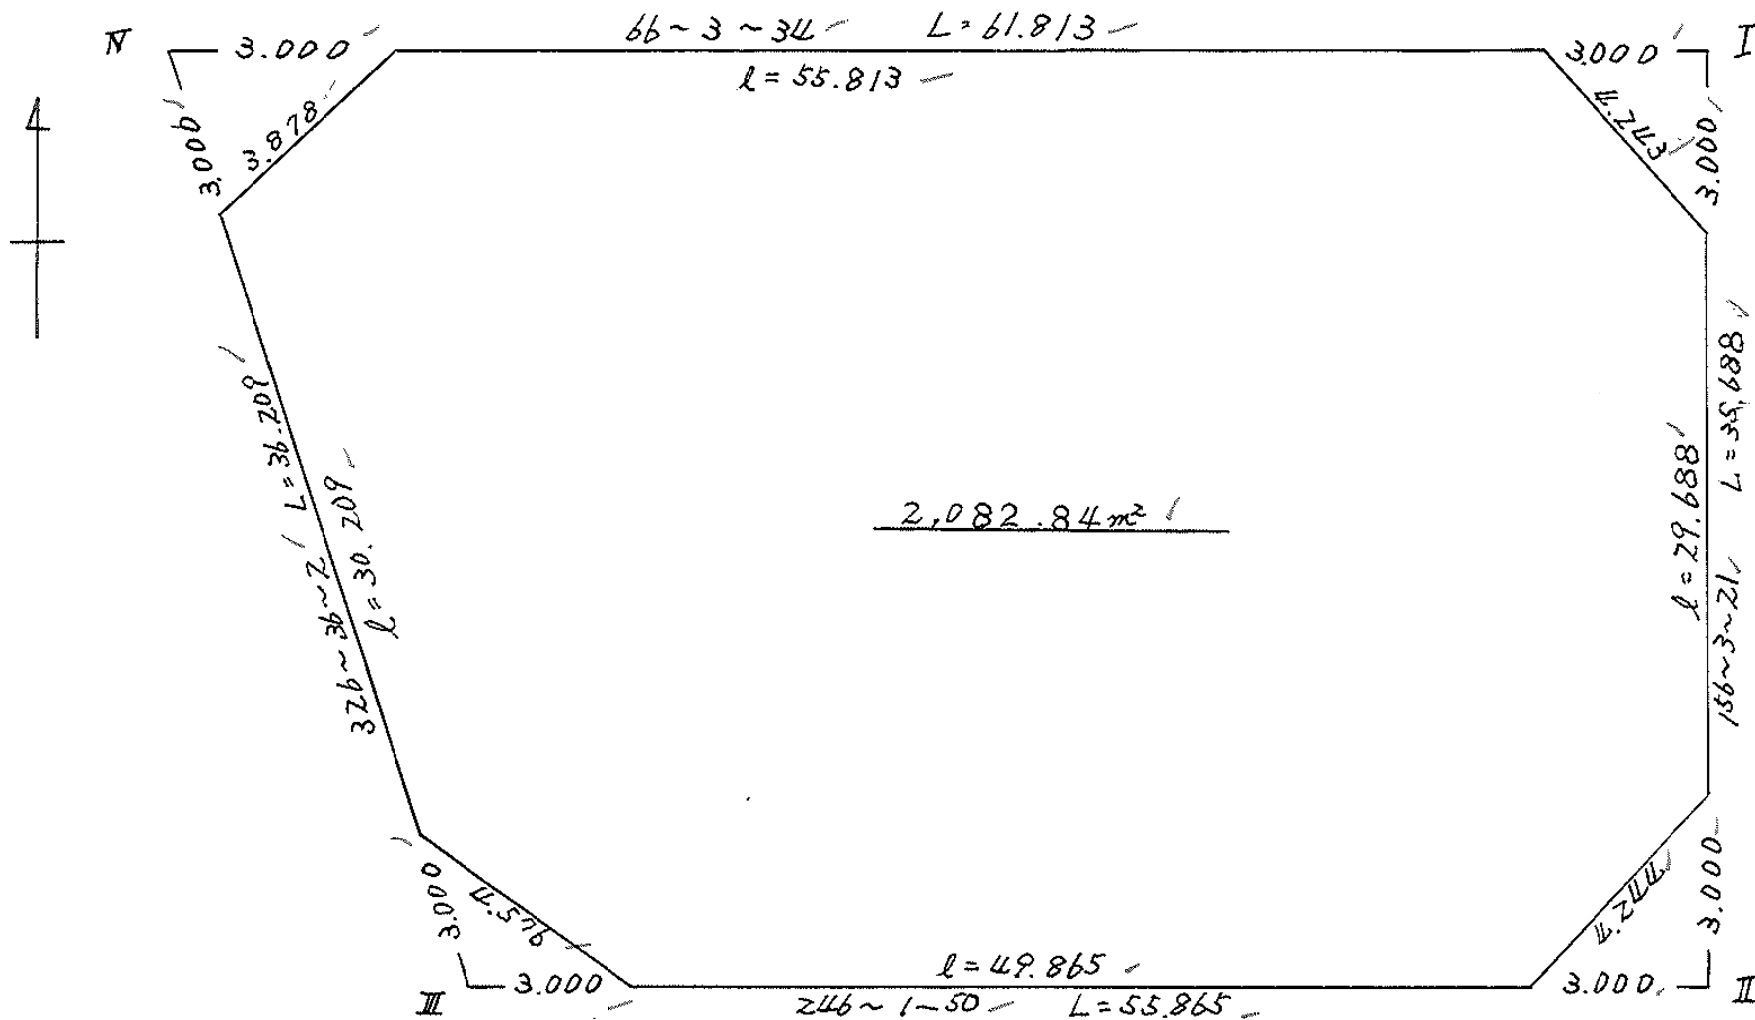 IV 3.000 66~3~34 L=61.813 3.000 I
l=55.813
3.000
3.878
4.243
3.000
L=36.209
326~36~2
l=30.209
2,082.84m²
l=29.688
L=35.688
156~3~21
3.000
4.576
4.244
3.000
l=49.865
III 3.000 246~1~50 L=55.865 3.000 II